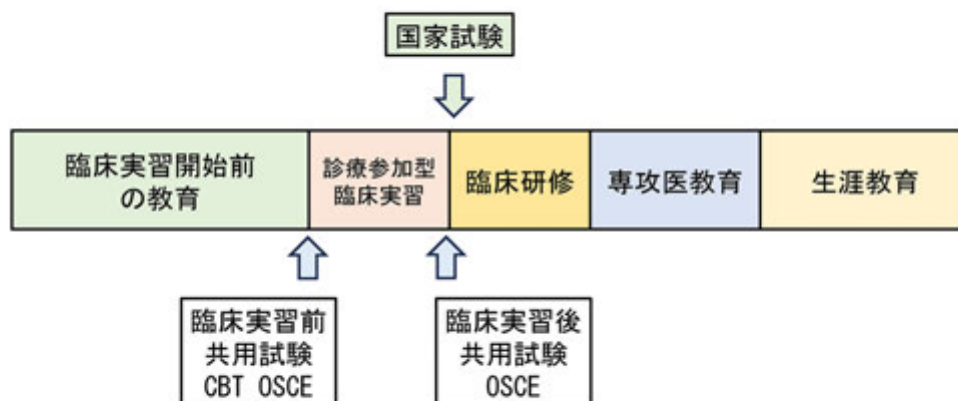 国家試験
臨床実習開始前
の教育
診療参加型
臨床実習
臨床研修
専攻医教育
生涯教育
臨床実習前
共用試験
CBT OSCE
臨床実習後
共用試験
OSCE